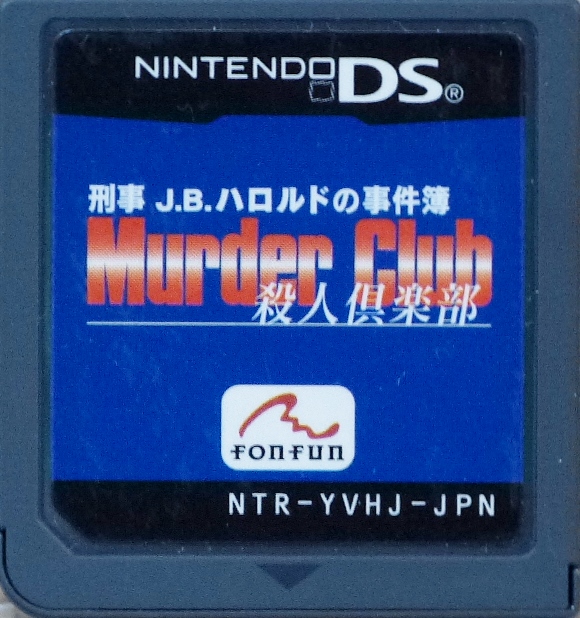 NINTENDO DS®
刑事 J.B.ハロルドの事件簿
Murder Club
殺人倶楽部
fonfun
NTR-YVHJ-JPN